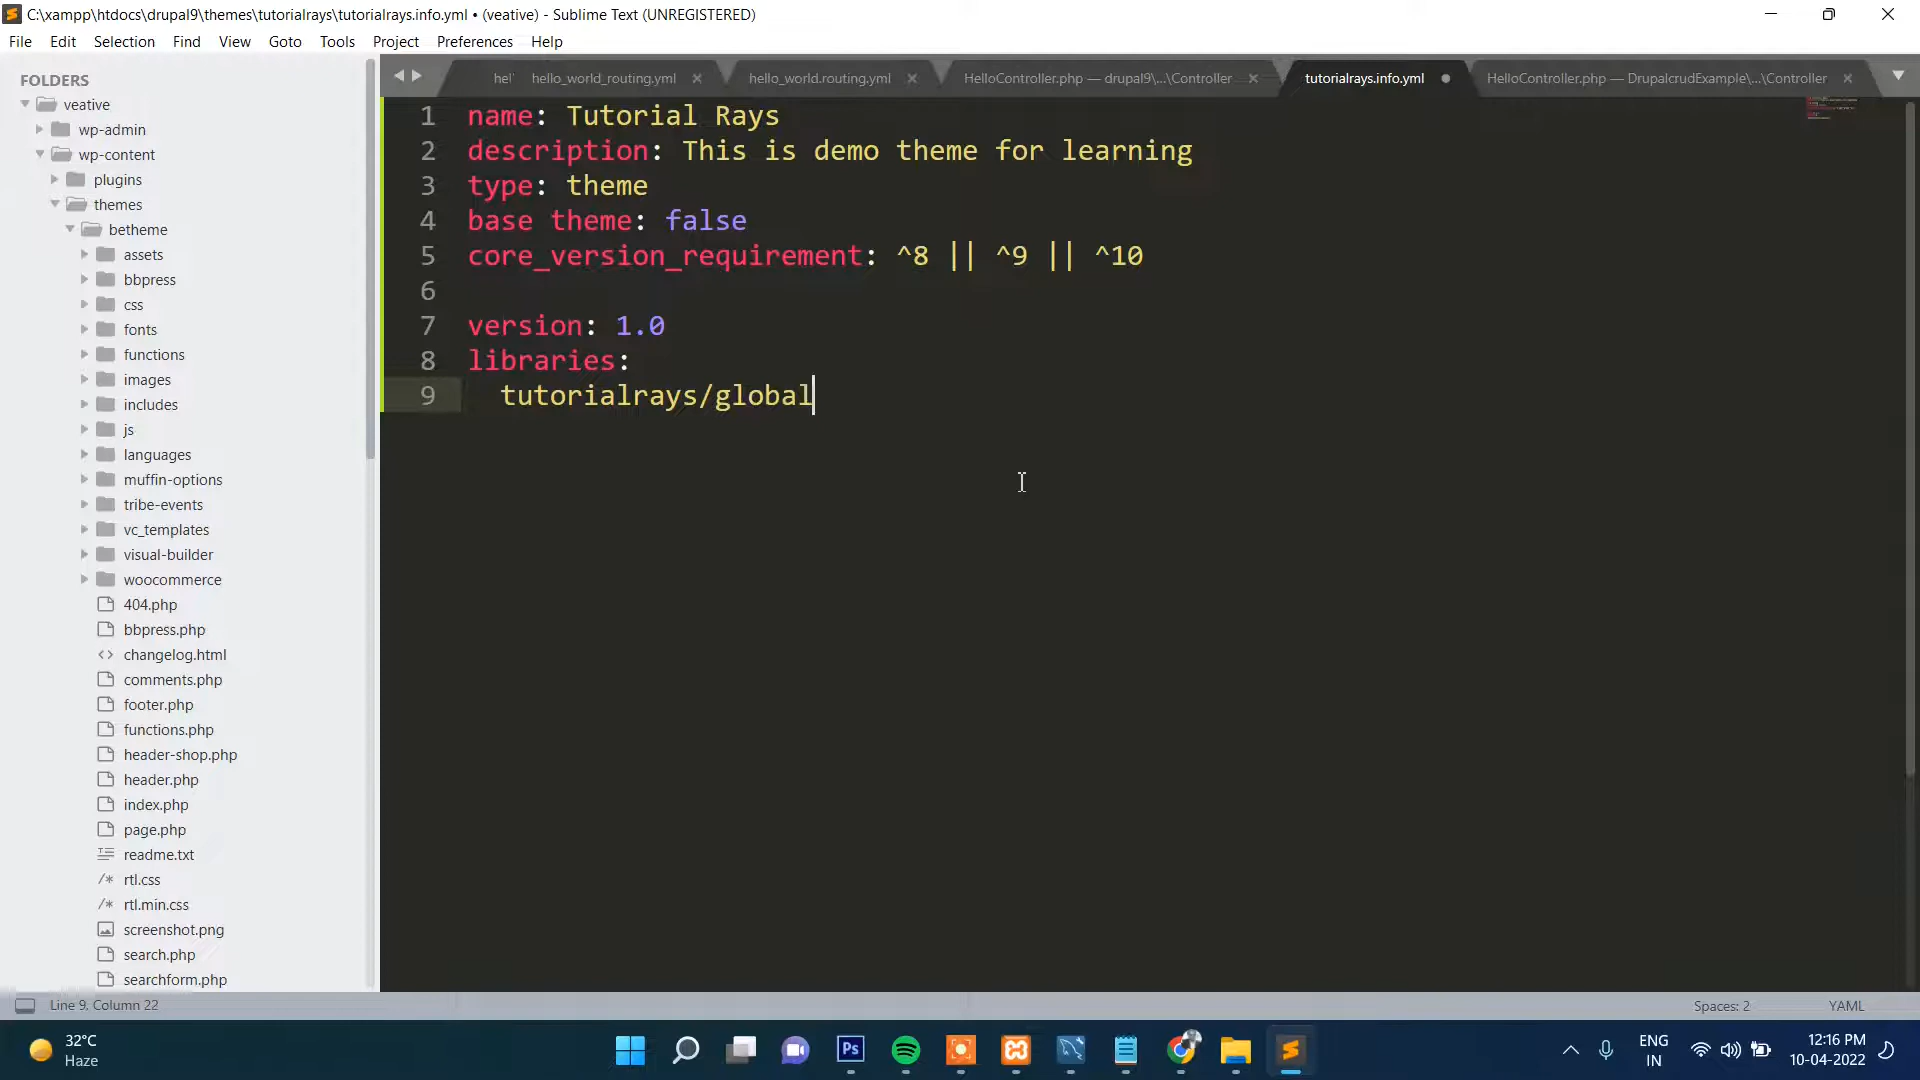 C:\xampp\htdocs\drupal9\themes\tutorialrays\tutorialrays.info.yml • (veative) - Sublime Text (UNREGISTERED)
File Edit Selection Find View Goto Tools Project Preferences Help
FOLDERS
veative
wp-admin
wp-content
plugins
themes
betheme
assets
bbpress
css
fonts
functions
images
includes
js
languages
muffin-options
tribe-events
vc_templates
visual-builder
woocommerce
404.php
bbpress.php
changelog.html
comments.php
footer.php
functions.php
header-shop.php
header.php
index.php
page.php
readme.txt
rtl.css
rtl.min.css
screenshot.png
search.php
searchform.php
hel hello_world_routing.yml hello_world.routing.yml HelloController.php — drupal9\...\Controller tutorialrays.info.yml HelloController.php — DrupalcrudExample\...\Controller
1 name: Tutorial Rays
2 description: This is demo theme for learning
3 type: theme
4 base theme: false
5 core_version_requirement: ^8 || ^9 || ^10
6
7 version: 1.0
8 libraries:
9 tutorialrays/global
Line 9, Column 22 Spaces: 2 YAML
32°C
Haze
Ps
ENG
IN
12:16 PM
10-04-2022